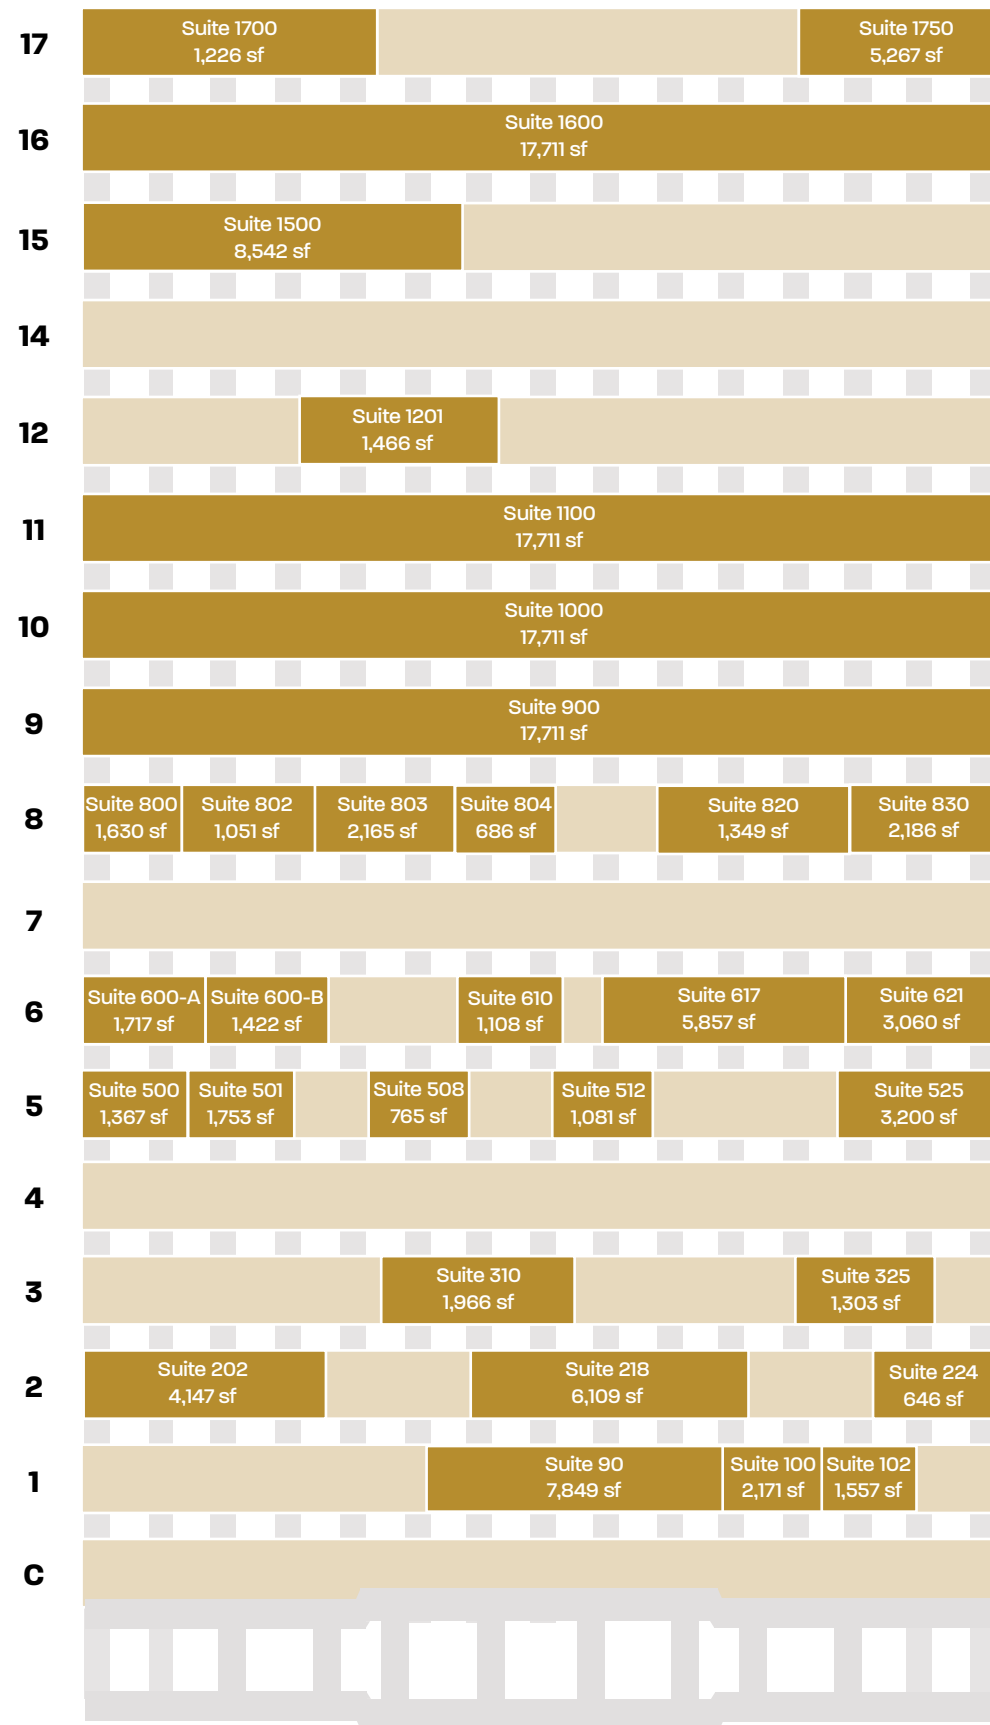 17
Suite 1700
1,226 sf
Suite 1750
5,267 sf
16
Suite 1600
17,711 sf
15
Suite 1500
8,542 sf
14
12
Suite 1201
1,466 sf
11
Suite 1100
17,711 sf
10
Suite 1000
17,711 sf
9
Suite 900
17,711 sf
8
Suite 800
1,630 sf
Suite 802
1,051 sf
Suite 803
2,165 sf
Suite 804
686 sf
Suite 820
1,349 sf
Suite 830
2,186 sf
7
6
Suite 600-A
1,717 sf
Suite 600-B
1,422 sf
Suite 610
1,108 sf
Suite 617
5,857 sf
Suite 621
3,060 sf
5
Suite 500
1,367 sf
Suite 501
1,753 sf
Suite 508
765 sf
Suite 512
1,081 sf
Suite 525
3,200 sf
4
3
Suite 310
1,966 sf
Suite 325
1,303 sf
2
Suite 202
4,147 sf
Suite 218
6,109 sf
Suite 224
646 sf
1
Suite 90
7,849 sf
Suite 100
2,171 sf
Suite 102
1,557 sf
C